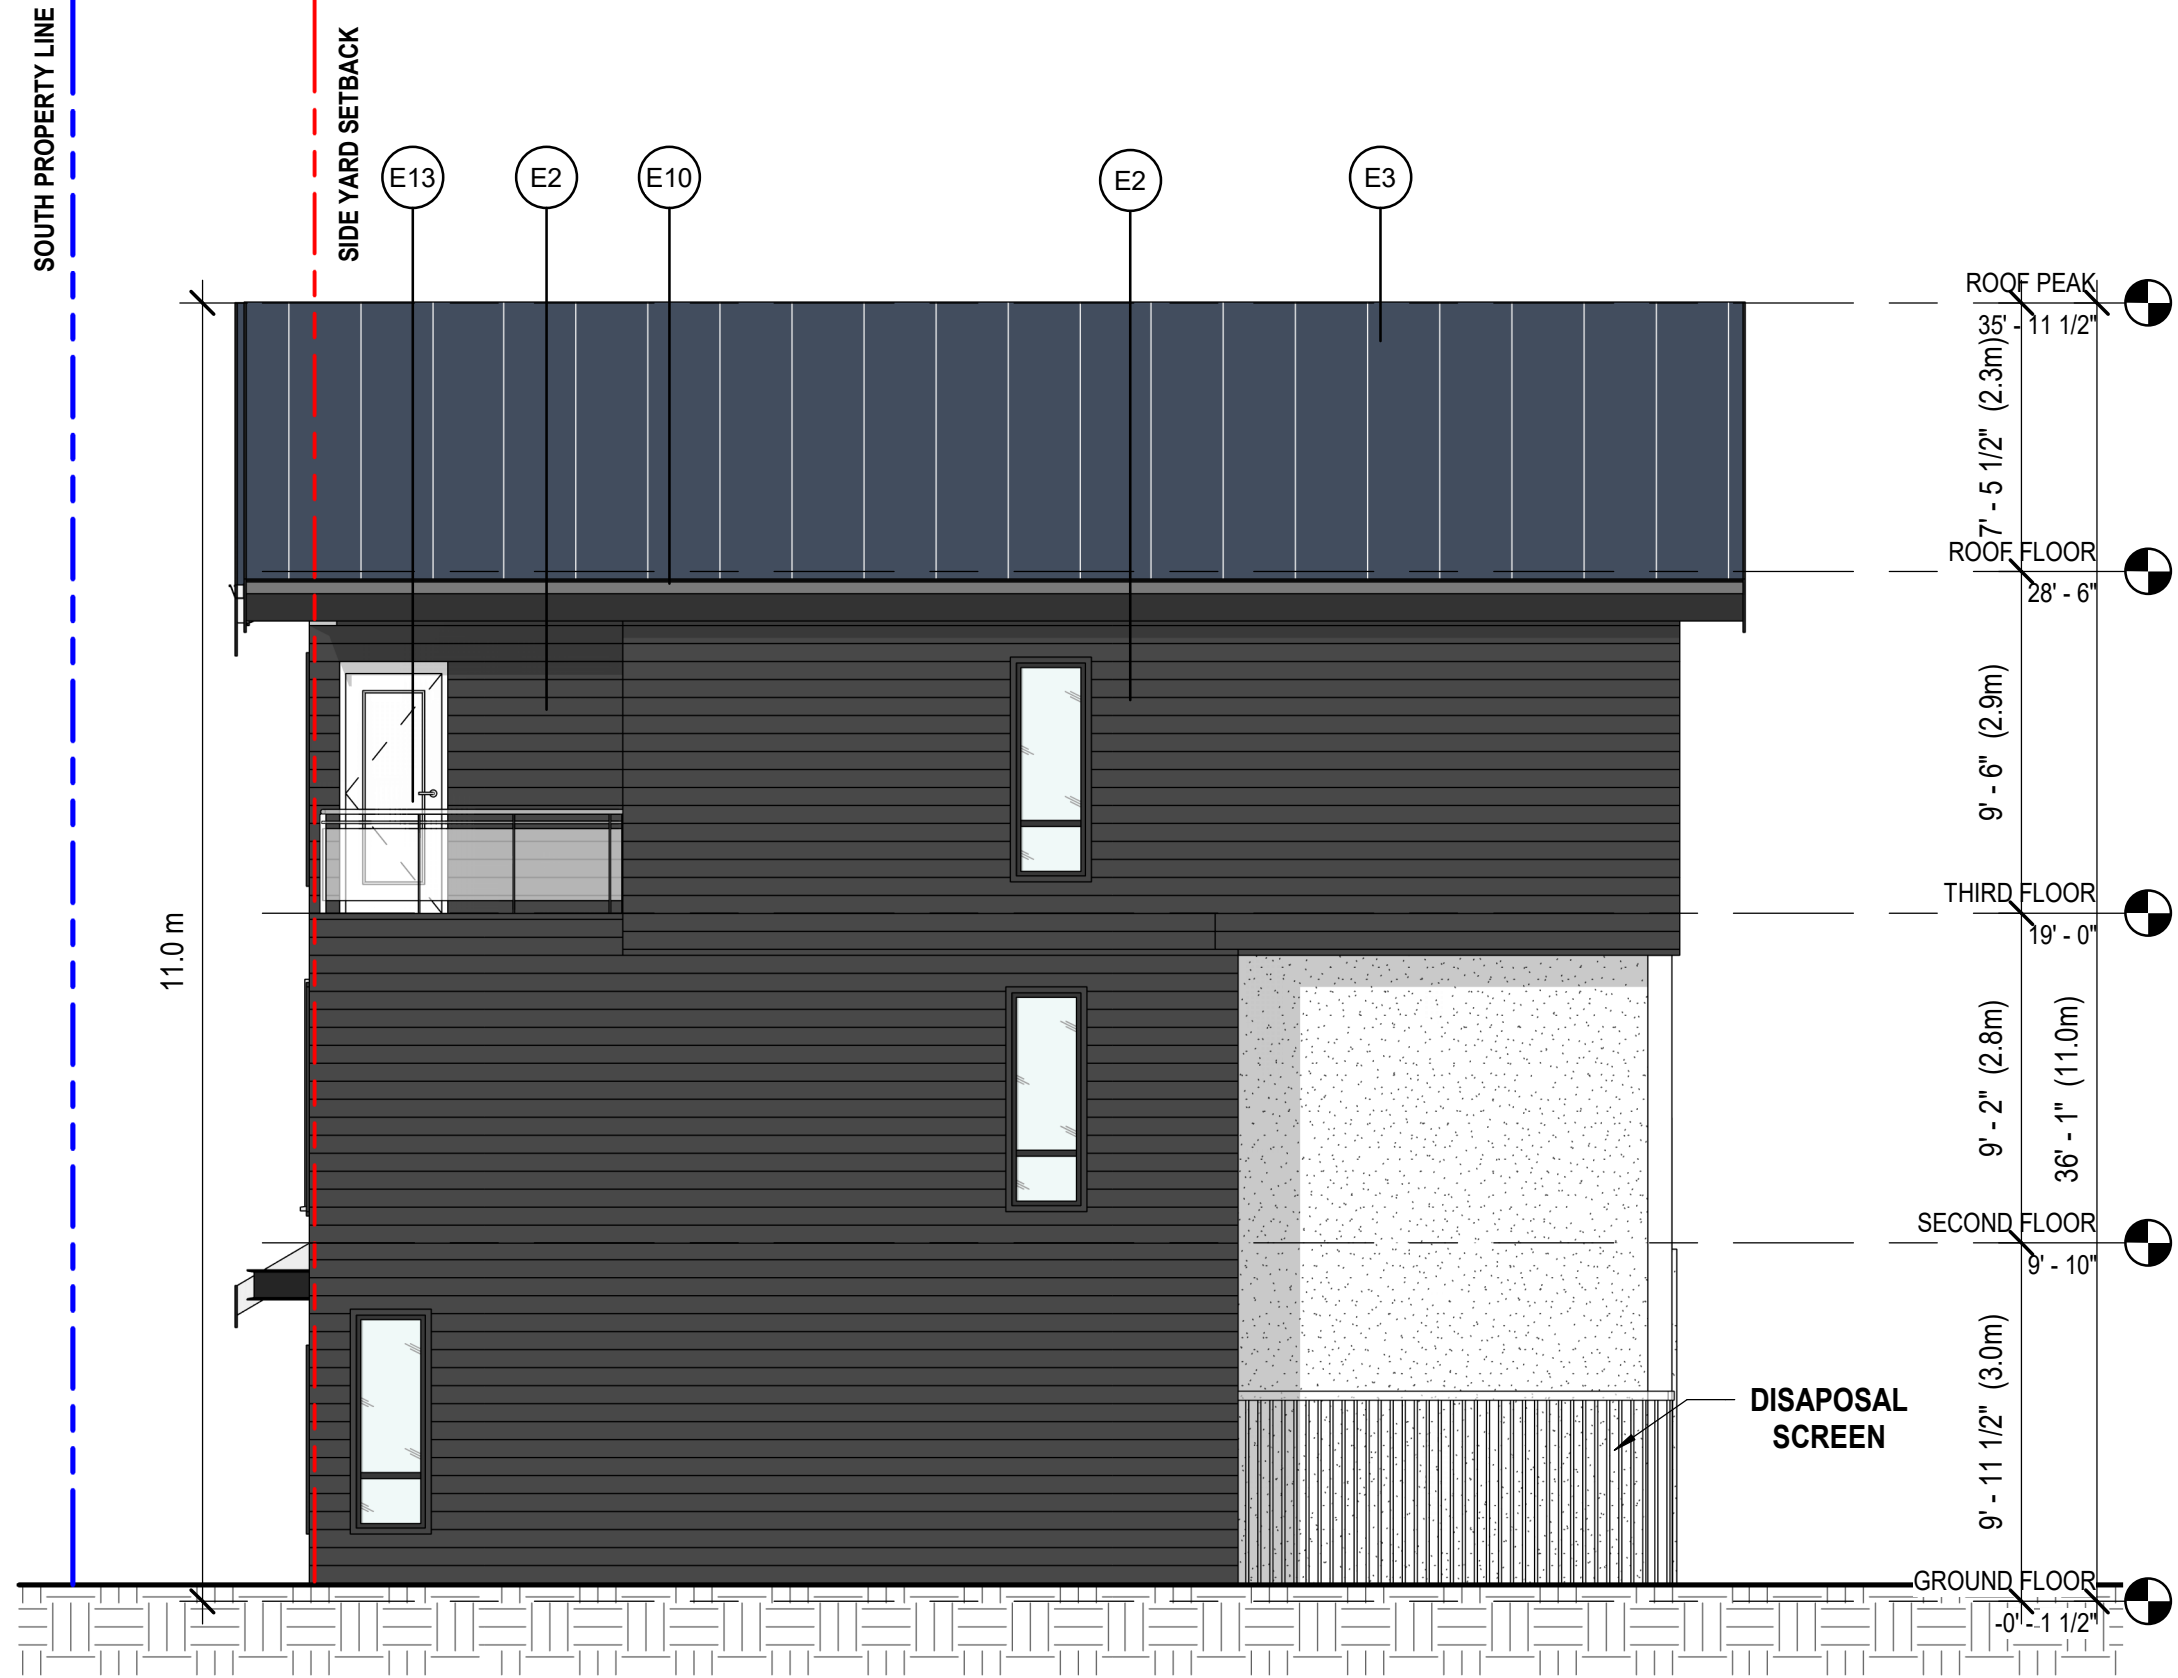 SOUTH PROPERTY LINE
SIDE YARD SETBACK
E13
E2
E10
E2
E3
ROOF PEAK
35' - 11 1/2"
7' - 5 1/2" (2.3m)
ROOF FLOOR
28' - 6"
9' - 6" (2.9m)
THIRD FLOOR
19' - 0"
11.0 m
9' - 2" (2.8m)
36' - 1" (11.0m)
SECOND FLOOR
9' - 10"
9' - 11 1/2" (3.0m)
DISAPOSAL
SCREEN
GROUND FLOOR
-0' - 1 1/2"